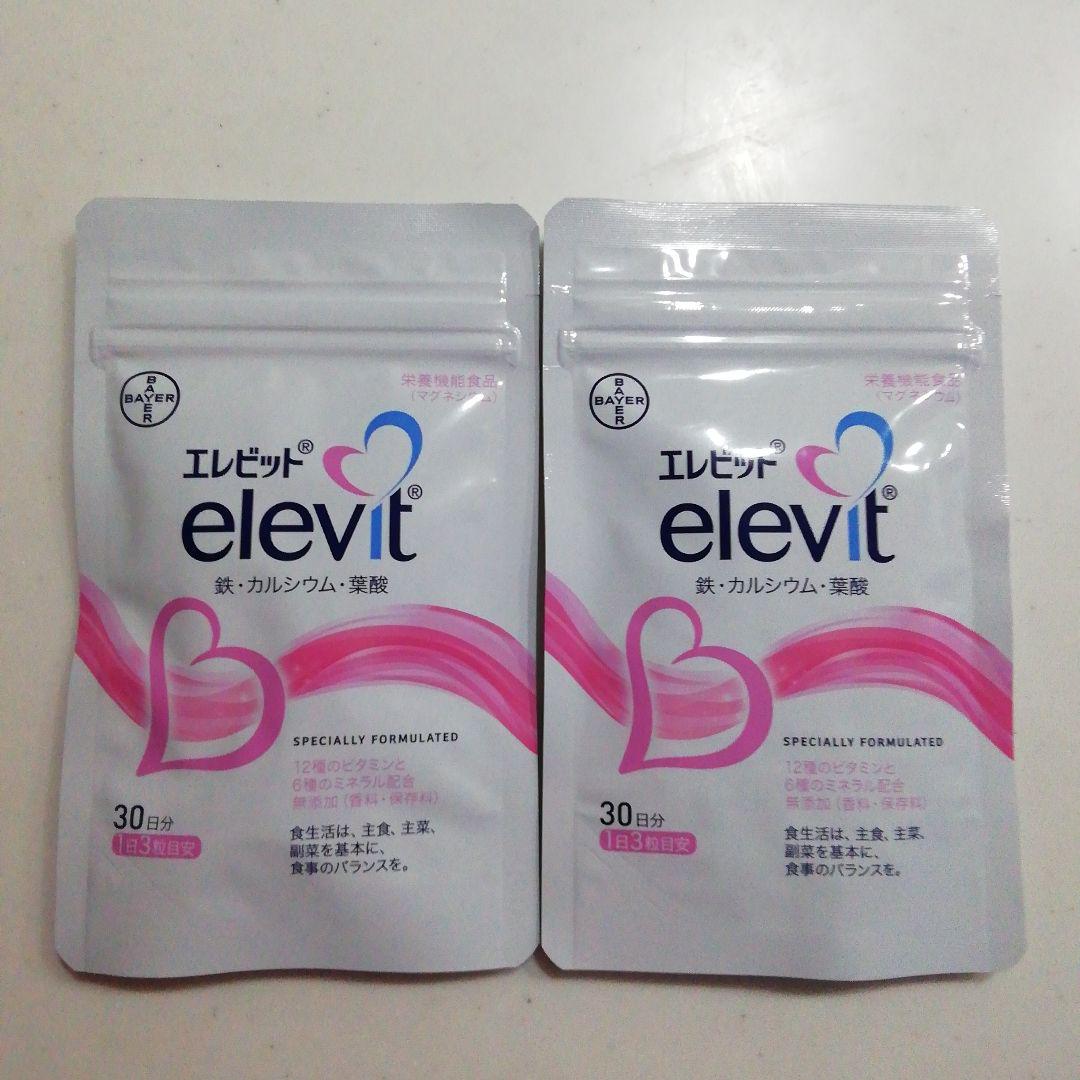 栄養機能食品
(マグネシウム)
BAYER
BAYER
エレビット®
elevit®
鉄・カルシウム・葉酸
SPECIALLY FORMULATED
12種のビタミンと
6種のミネラル配合
無添加(香料・保存料)
30日分
1日3粒目安
食生活は、主食、主菜、
副菜を基本に、
食事のバランスを。
栄養機能食品
(マグネシウム)
BAYER
BAYER
エレビット®
elevit®
鉄・カルシウム・葉酸
SPECIALLY FORMULATED
12種のビタミンと
6種のミネラル配合
無添加(香料・保存料)
30日分
1日3粒目安
食生活は、主食、主菜、
副菜を基本に、
食事のバランスを。